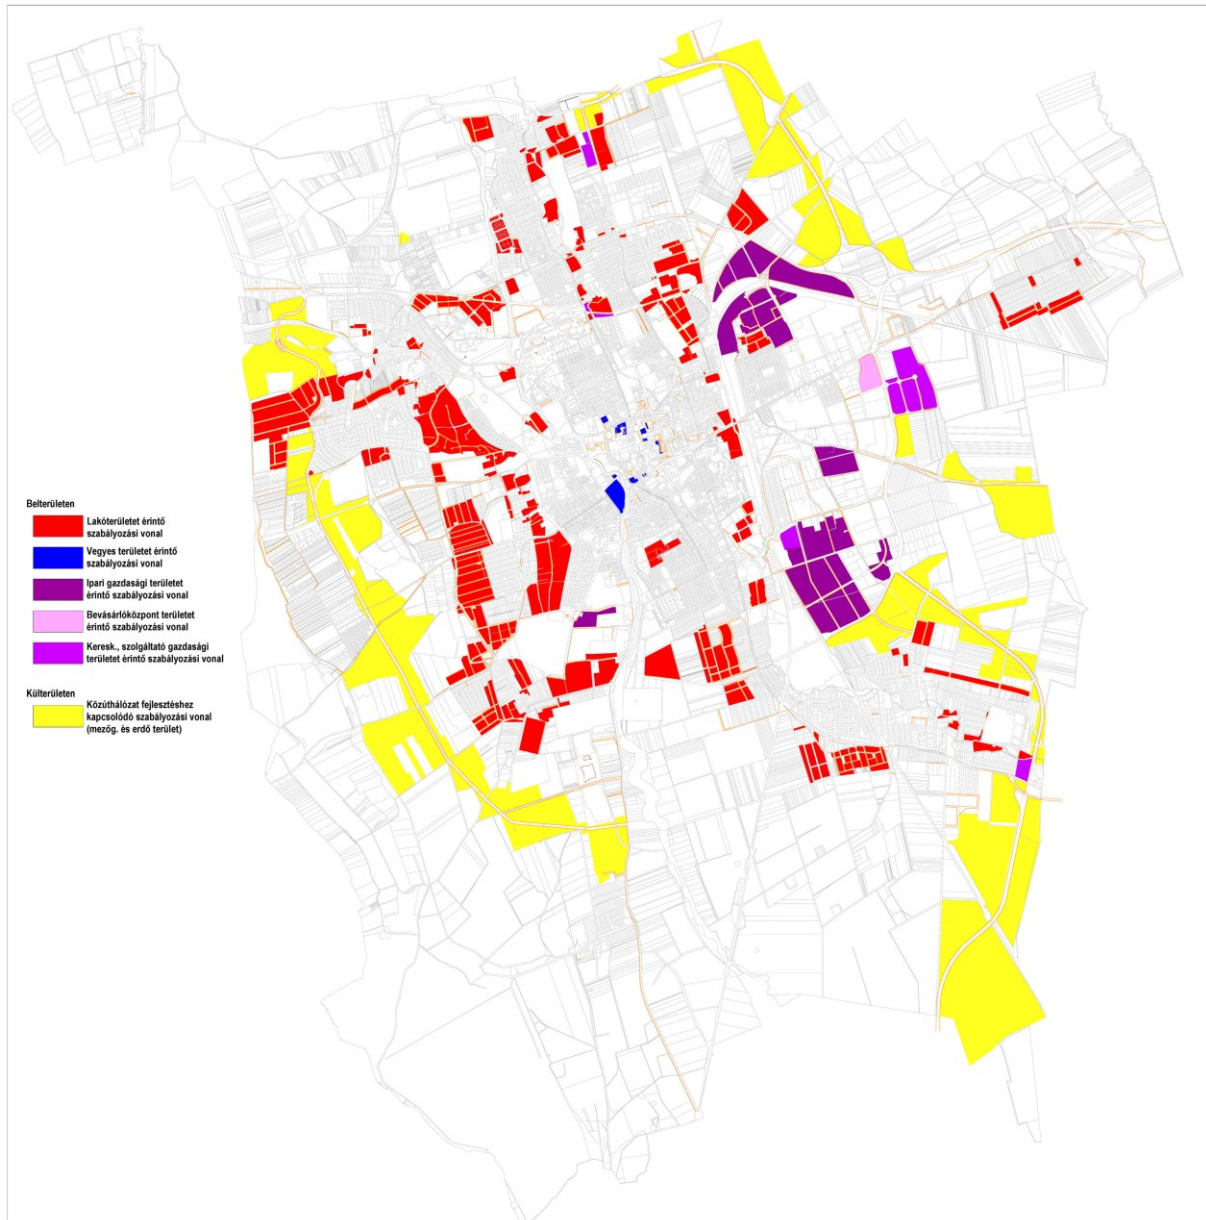 Belterületen
Lakóterületet érintő
szabályozási vonal
Vegyes területet érintő
szabályozási vonal
Ipari gazdasági területet
érintő szabályozási vonal
Bevásárlóközpont területet
érintő szabályozási vonal
Keresk., szolgáltató gazdasági
területet érintő szabályozási vonal
Külterületen
Közúthálózat fejlesztéshez
kapcsolódó szabályozási vonal
(mezőg. és erdő terület)